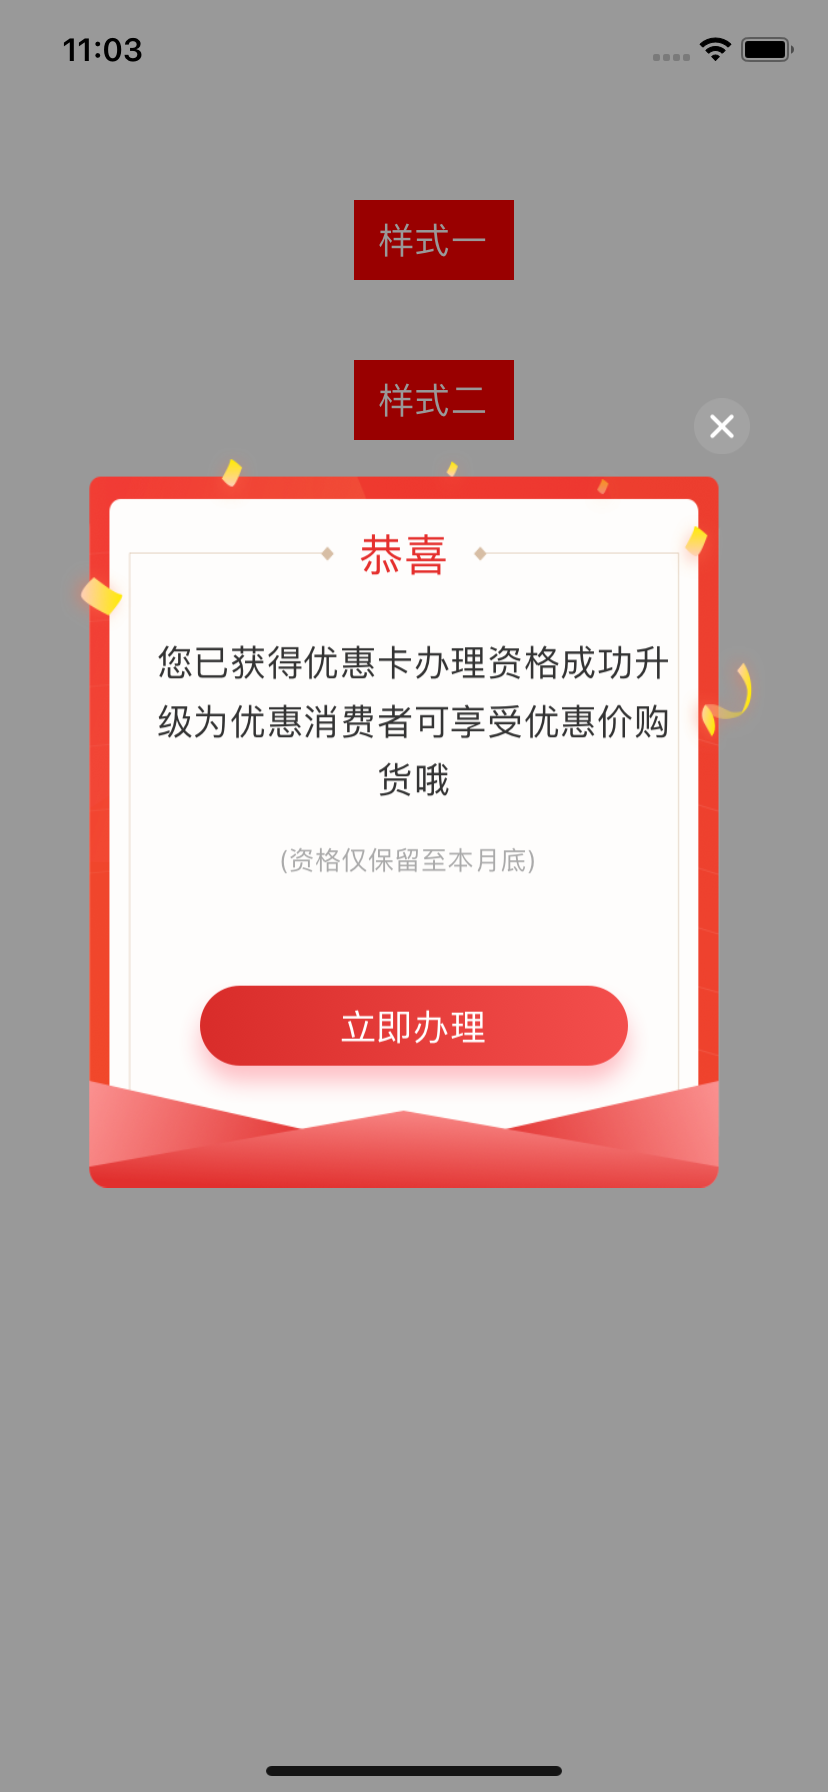 11:03
样式一
样式二
恭喜
您已获得优惠卡办理资格成功升
级为优惠消费者可享受优惠价购
货哦
(资格仅保留至本月底)
立即办理